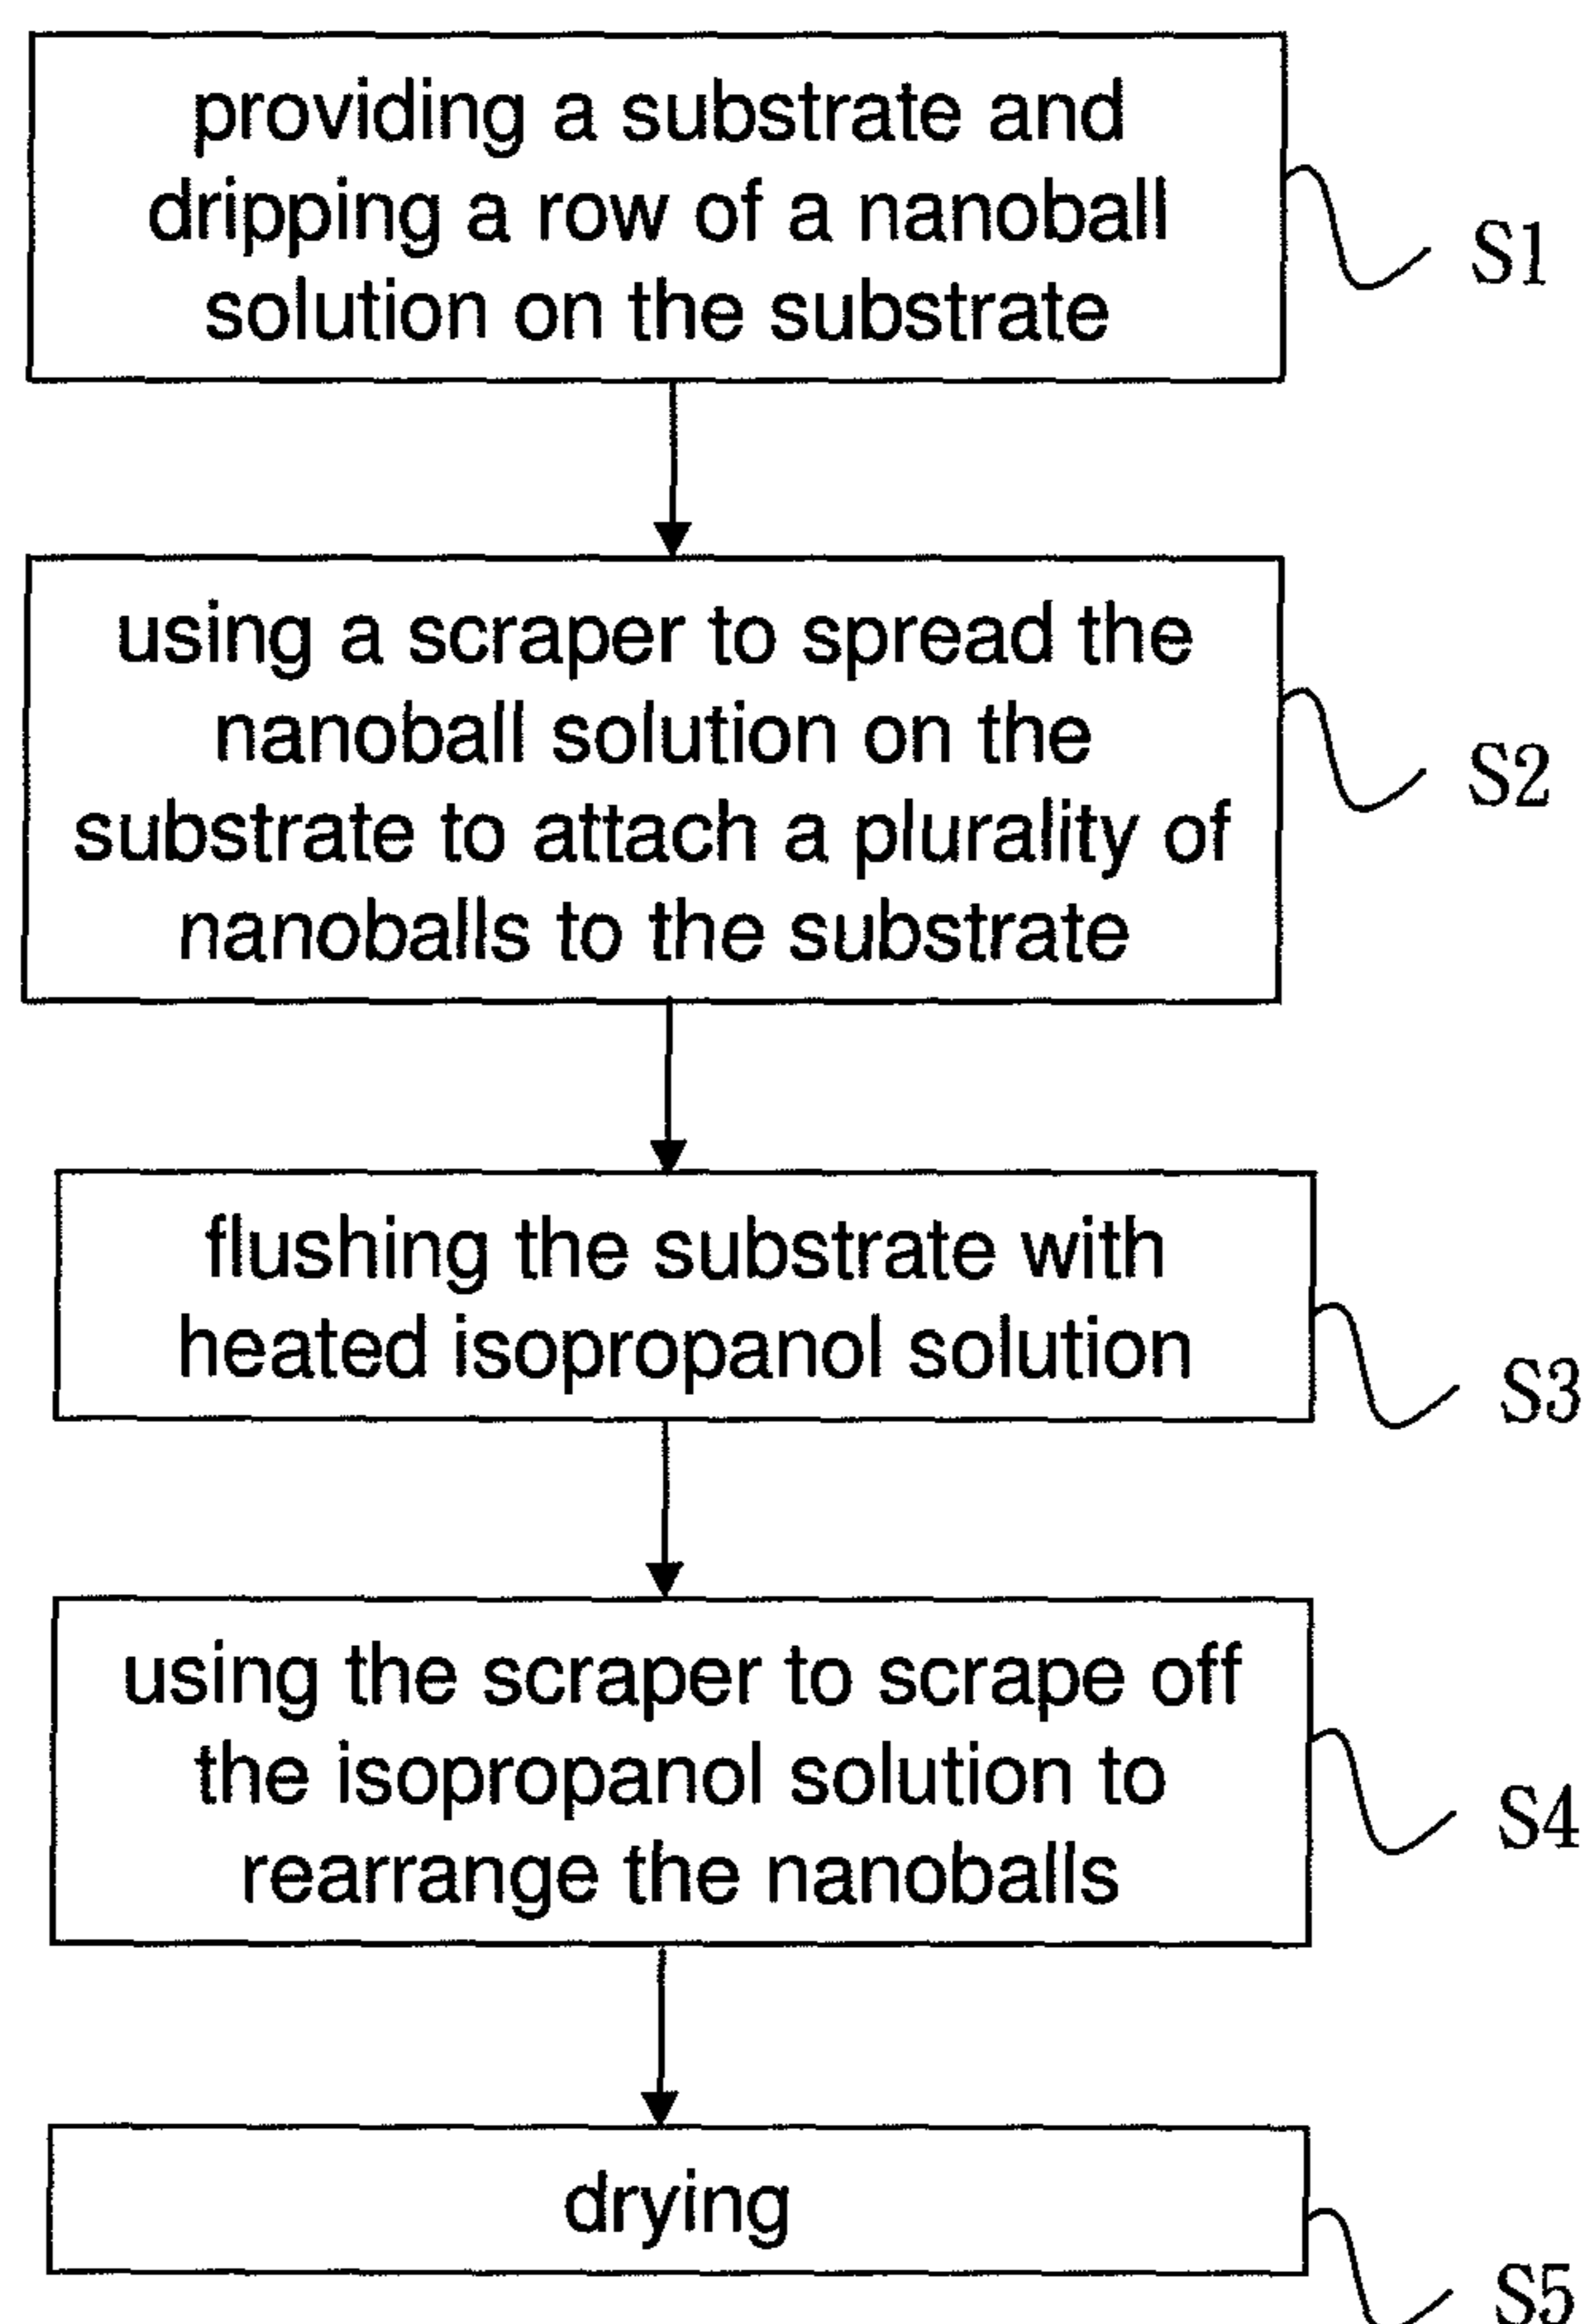 providing a substrate and
dripping a row of a nanoball
solution on the substrate
S1
using a scraper to spread the
nanoball solution on the
substrate to attach a plurality of
nanoballs to the substrate
S2
flushing the substrate with
heated isopropanol solution
S3
using the scraper to scrape off
the isopropanol solution to
rearrange the nanoballs
S4
drying
S5